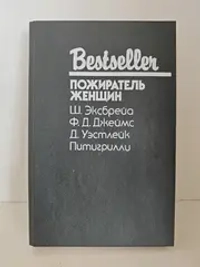 Bestseller
ПОЖИРАТЕЛЬ
ЖЕНЩИН
Ш. Эксбрейа
Ф. Д. Джеймс
Д. Уэстлейк
Питигрилли